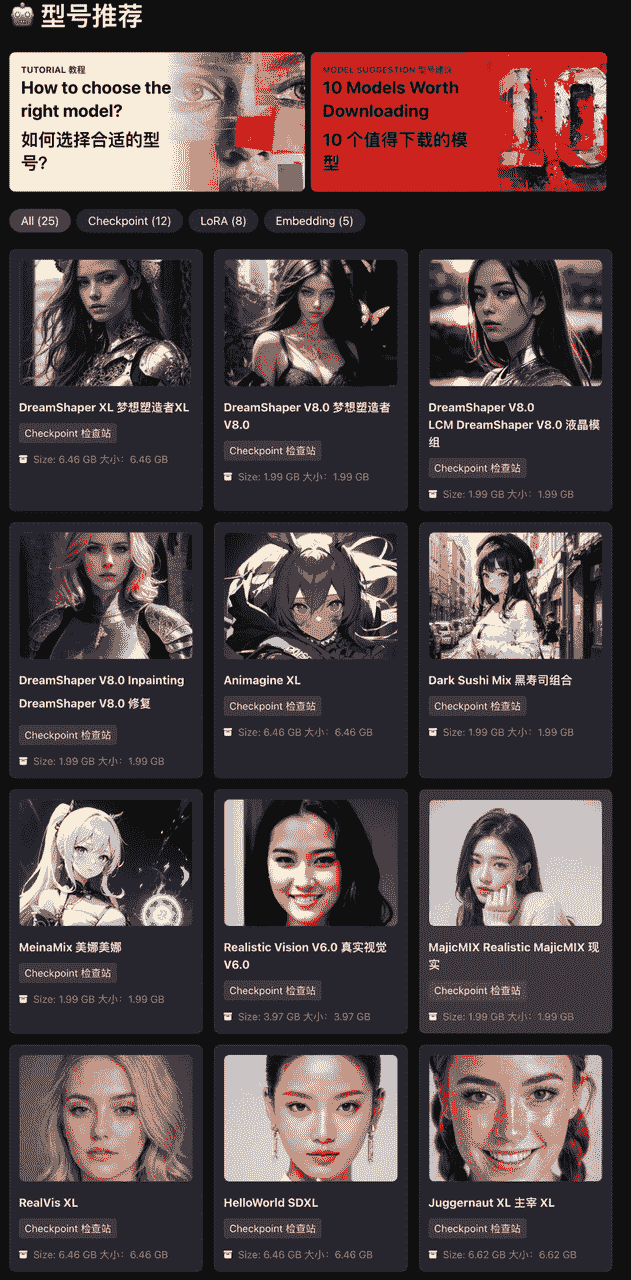 🤖 型号推荐
TUTORIAL 教程
How to choose the
right model?
如何选择合适的型
号?
MODEL SUGGESTION 型号建议
10 Models Worth
Downloading
10 个值得下载的模
型
10
All (25)
Checkpoint (12)
LoRA (8)
Embedding (5)
DreamShaper XL 梦想塑造者XL
Checkpoint 检查站
Size: 6.46 GB 大小：6.46 GB
DreamShaper V8.0 梦想塑造者
V8.0
Checkpoint 检查站
Size: 1.99 GB 大小：1.99 GB
DreamShaper V8.0
LCM DreamShaper V8.0 液晶模
组
Checkpoint 检查站
Size: 1.99 GB 大小：1.99 GB
DreamShaper V8.0 Inpainting
DreamShaper V8.0 修复
Checkpoint 检查站
Size: 1.99 GB 大小：1.99 GB
Animagine XL
Checkpoint 检查站
Size: 6.46 GB 大小：6.46 GB
Dark Sushi Mix 黑寿司组合
Checkpoint 检查站
Size: 1.99 GB 大小：1.99 GB
MeinaMix 美娜美娜
Checkpoint 检查站
Size: 1.99 GB 大小：1.99 GB
Realistic Vision V6.0 真实视觉
V6.0
Checkpoint 检查站
Size: 3.97 GB 大小：3.97 GB
MajicMIX Realistic MajicMIX 现
实
Checkpoint 检查站
Size: 1.99 GB 大小：1.99 GB
RealVis XL
Checkpoint 检查站
Size: 6.46 GB 大小：6.46 GB
HelloWorld SDXL
Checkpoint 检查站
Size: 6.46 GB 大小：6.46 GB
Juggernaut XL 主宰 XL
Checkpoint 检查站
Size: 6.62 GB 大小：6.62 GB